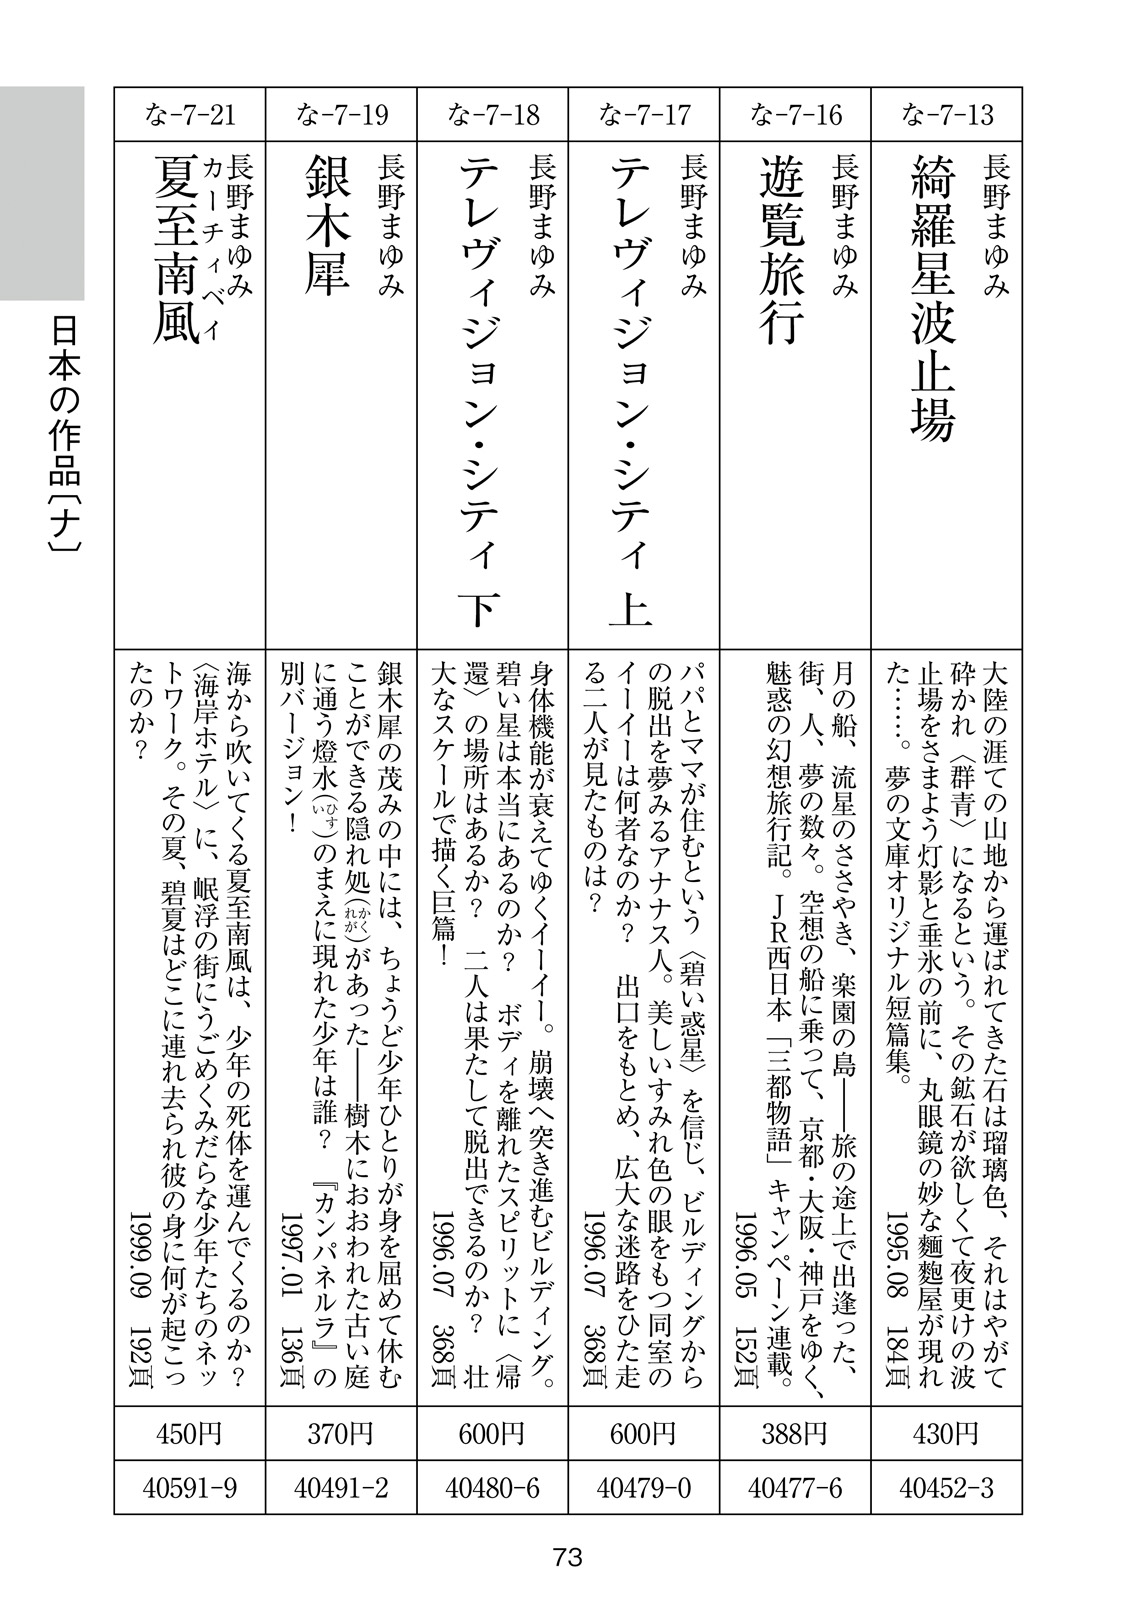 日本の作品〔ナ〕
な-7-13
長野まゆみ
綺羅星波止場
大陸の涯ての山地から運ばれてきた石は瑠璃色、それはやがて
砕かれ〈群青〉になるという。その鉱石が欲しくて夜更けの波
止場をさまよう灯影と垂氷の前に、丸眼鏡の妙な麺麭屋が現れ
た……。夢の文庫オリジナル短篇集。
1995.08 184頁
430円
40452-3
な-7-16
長野まゆみ
遊覧旅行
月の船、流星のささやき、楽園の島――旅の途上で出逢った、
街、人、夢の数々。空想の船に乗って、京都・大阪・神戸をゆく、
魅惑の幻想旅行記。JR西日本「三都物語」キャンペーン連載。
1996.05 152頁
388円
40477-6
な-7-17
長野まゆみ
テレヴィジョン・シティ 上
パパとママが住むという〈碧い惑星〉を信じ、ビルディングから
の脱出を夢みるアナナス人。美しいすみれ色の眼をもつ同室の
イーイーは何者なのか? 出口をもとめ、広大な迷路をひた走
る二人が見たものは?
1996.07 368頁
600円
40479-0
な-7-18
長野まゆみ
テレヴィジョン・シティ 下
身体機能が衰えてゆくイーイー。崩壊へ突き進むビルディング。
碧い星は本当にあるのか? ボディを離れたスピリットに〈帰
還〉の場所はあるか? 二人は果たして脱出できるのか? 壮
大なスケールで描く巨篇!
1996.07 368頁
600円
40480-6
な-7-19
長野まゆみ
銀木犀
銀木犀の茂みの中には、ちょうど少年ひとりが身を屈めて休む
ことができる隠れ処(かくれが)があった――樹木におおわれた古い庭
に通う燈水(ひすい)のまえに現れた少年は誰? 『カンパネルラ』の
別バージョン!
1997.01 136頁
370円
40491-2
な-7-21
長野まゆみ
カーチィベイ
夏至南風
海から吹いてくる夏至南風は、少年の死体を運んでくるのか?
〈海岸ホテル〉に、岷浮の街にうごめくみだらな少年たちのネッ
トワーク。その夏、碧夏はどこに連れ去られ彼の身に何が起こっ
たのか?
1999.09 192頁
450円
40591-9
73